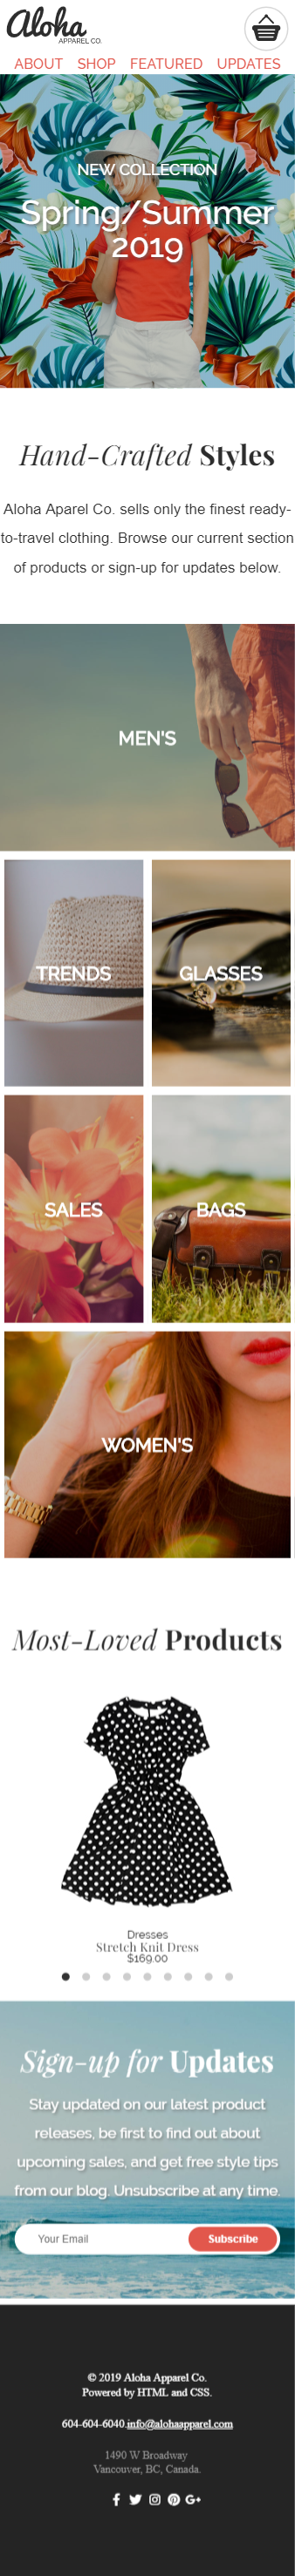 Aloha
APPAREL CO.
ABOUT SHOP FEATURED UPDATES
NEW COLLECTION
Spring/Summer
2019
Hand-Crafted Styles
Aloha Aparel Co. sells only the finest ready-
to-travel clothing. Browse our current section
of products or sign-up for updates below.
MEN'S
TRENDS GLASSES
SALES BAGS
WOMEN'S
Most-Loved Products
Dresses
Stretch Knit Dress
$169.00
Sign-up for Updates
Stay updated on our latest product
releases, be first to find out about
upcoming sales, and get free style tips
from our blog. Unsubscribe at any time.
Your Email Subscribe
© 2019 Aloha Apparel Co.
Powered by HTML and CSS.
604-604-6040.info@alohaapparel.com
1490 W Broadway
Vancouver, BC, Canada.